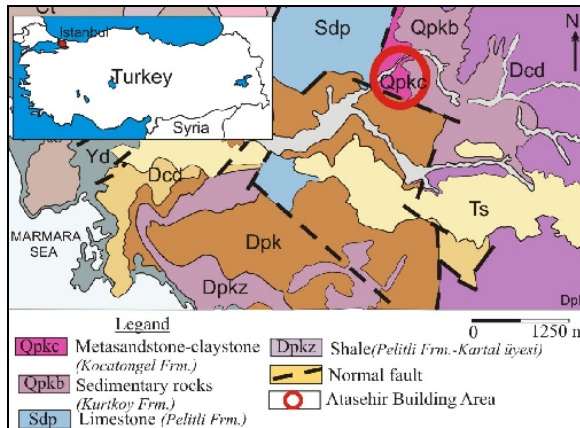 Ct
Istanbul
Turkey
Syria
Sdp
Qpkb
N
Qpkc
Dcd
Yd
Dcd
Ts
MARMARA
SEA
Dpk
Dpkz
Dpl
Legand
0 1250 m
Qpkc Metasandstone-claystone
(Kocatongel Frm.)
Qpkb Sedimentary rocks
(Kurtkoy Frm.)
Sdp Limestone (Pelitli Frm.)
Dpkz Shale(Pelitli Frm.-Kartal üyesi)
Normal fault
Atasehir Building Area